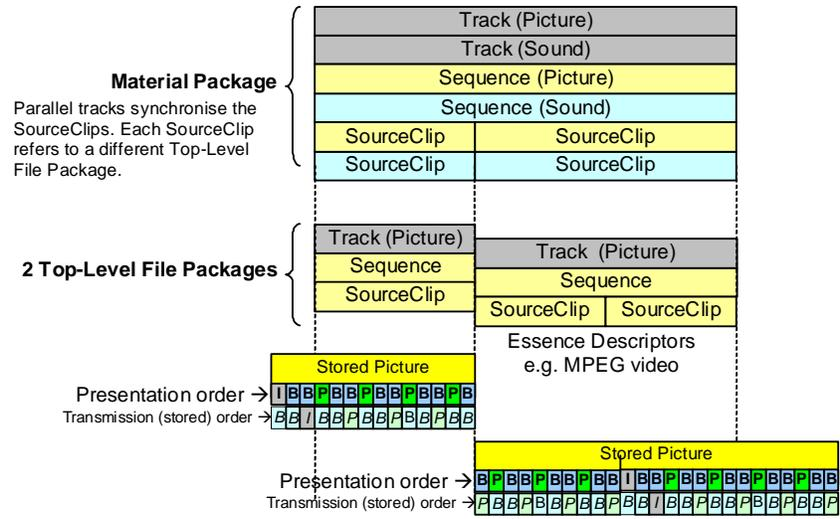 Track (Picture)
Track (Sound)
Material Package
Sequence (Picture)
Parallel tracks synchronise the
SourceClips. Each SourceClip
refers to a different Top-Level
File Package.
Sequence (Sound)
SourceClip SourceClip
SourceClip SourceClip
2 Top-Level File Packages
Track (Picture)
Sequence
SourceClip
Track (Picture)
Sequence
SourceClip SourceClip
Essence Descriptors
e.g. MPEG video
Stored Picture
Presentation order → I B B P B B P B B P B B P B
Transmission (stored) order → B B I B B P B B P B B P B B
Stored Picture
Presentation order → B P B B P B B P B B I B B P B B P B B P B B P B B
Transmission (stored) order → P B B P B B P B B P B B I B B P B B P B B P B B P